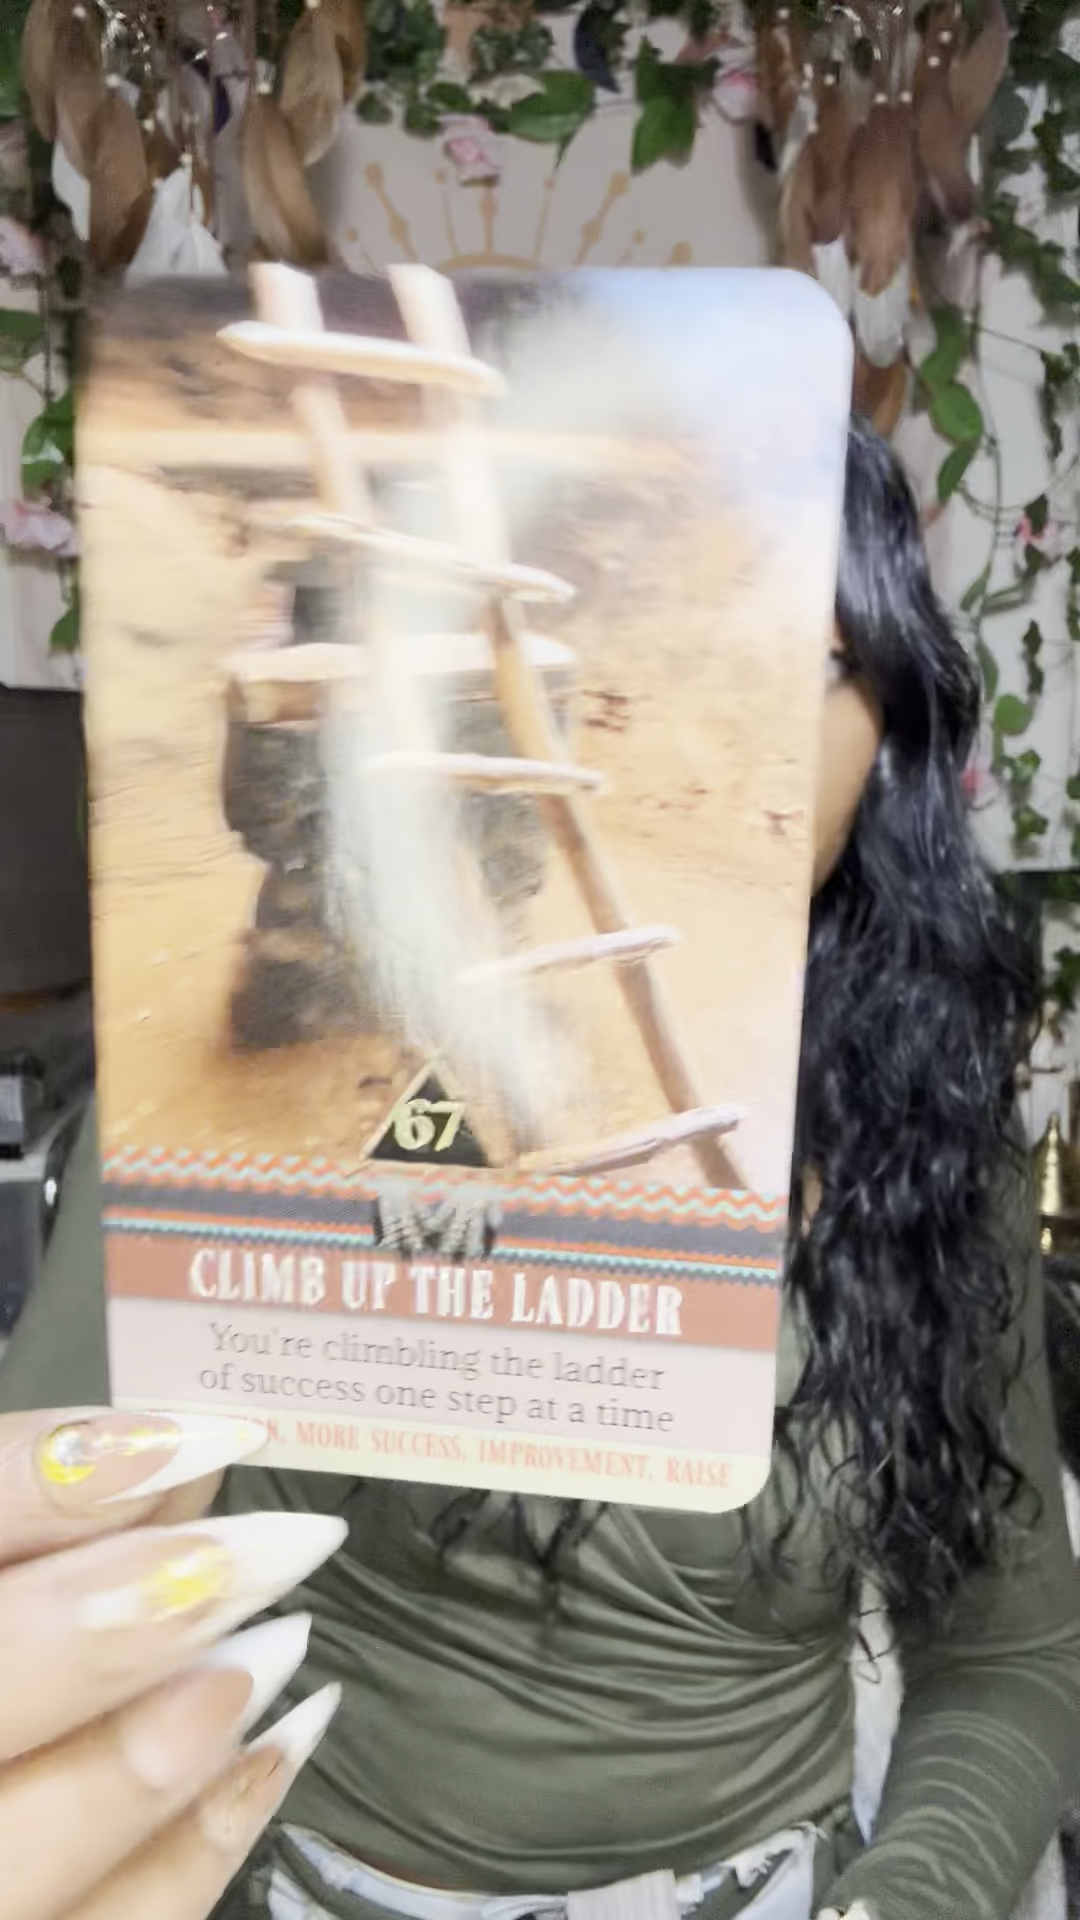 67
CLIMB UP THE LADDER
You're climbling the ladder
of success one step at a time
MORE SUCCESS, IMPROVEMENT, RAISE